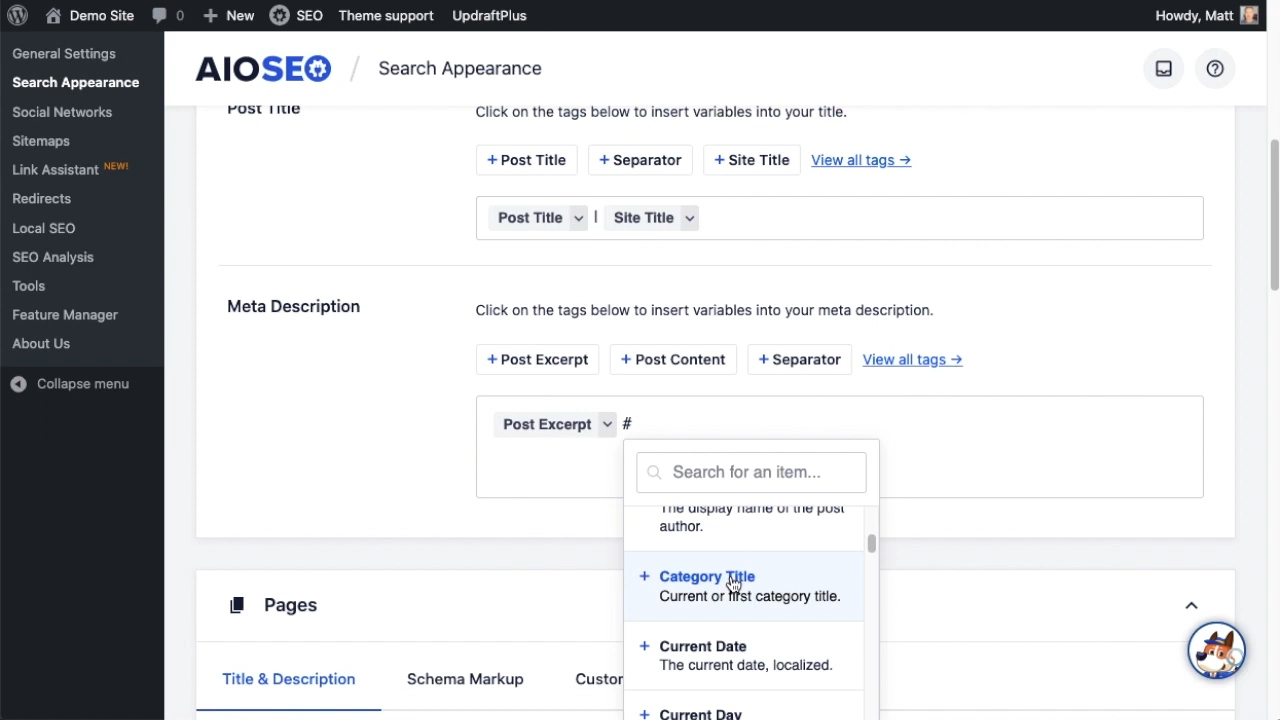 Demo Site 0 New SEO Theme support UpdraftPlus Howdy, Matt
General Settings
Search Appearance
Social Networks
Sitemaps
Link Assistant NEW!
Redirects
Local SEO
SEO Analysis
Tools
Feature Manager
About Us
Collapse menu
AIOSEO / Search Appearance
Post Title
Click on the tags below to insert variables into your title.
+ Post Title + Separator + Site Title View all tags →
Post Title | Site Title
Meta Description
Click on the tags below to insert variables into your meta description.
+ Post Excerpt + Post Content + Separator View all tags →
Post Excerpt #
Search for an item...
The display name of the post
author.
+ Category Title
Current or first category title.
+ Current Date
The current date, localized.
+ Current Day
Pages
Title & Description Schema Markup